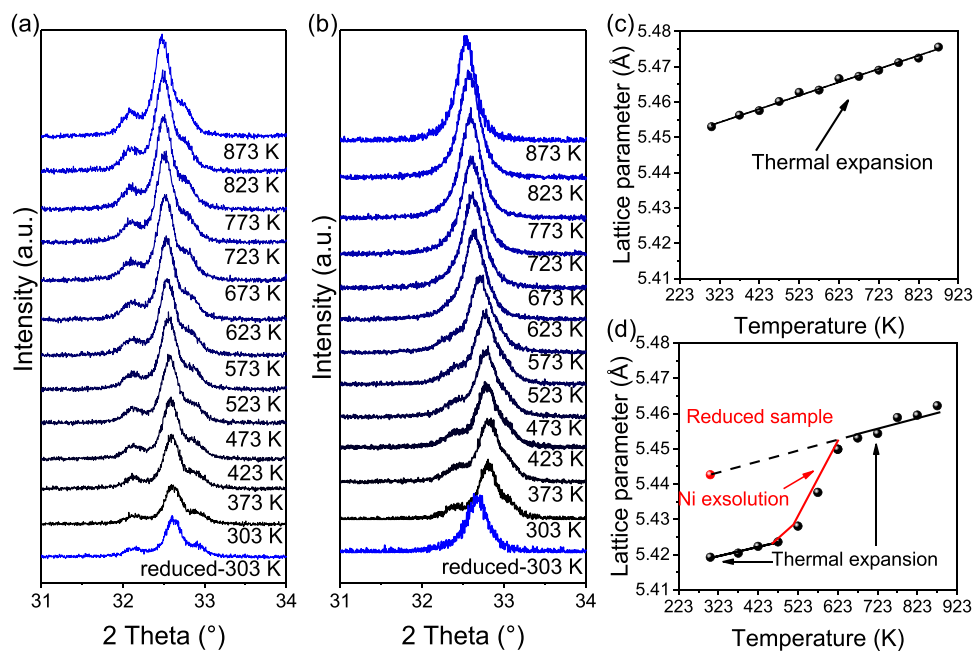 (a)
Intensity (a.u.)
873 K
823 K
773 K
723 K
673 K
623 K
573 K
523 K
473 K
423 K
373 K
303 K
reduced-303 K
31 32 33 34
2 Theta (°)
(b)
Intensity (a.u.)
873 K
823 K
773 K
723 K
673 K
623 K
573 K
523 K
473 K
423 K
373 K
303 K
reduced-303 K
31 32 33 34
2 Theta (°)
(c)
Lattice parameter (Å)
5.48
5.47
5.46
5.45
5.44
5.43
5.42
5.41
Thermal expansion
223 323 423 523 623 723 823 923
Temperature (K)
(d)
Lattice parameter (Å)
5.48
5.47
5.46
5.45
5.44
5.43
5.42
5.41
Reduced sample
Ni exsolution
Thermal expansion
223 323 423 523 623 723 823 923
Temperature (K)